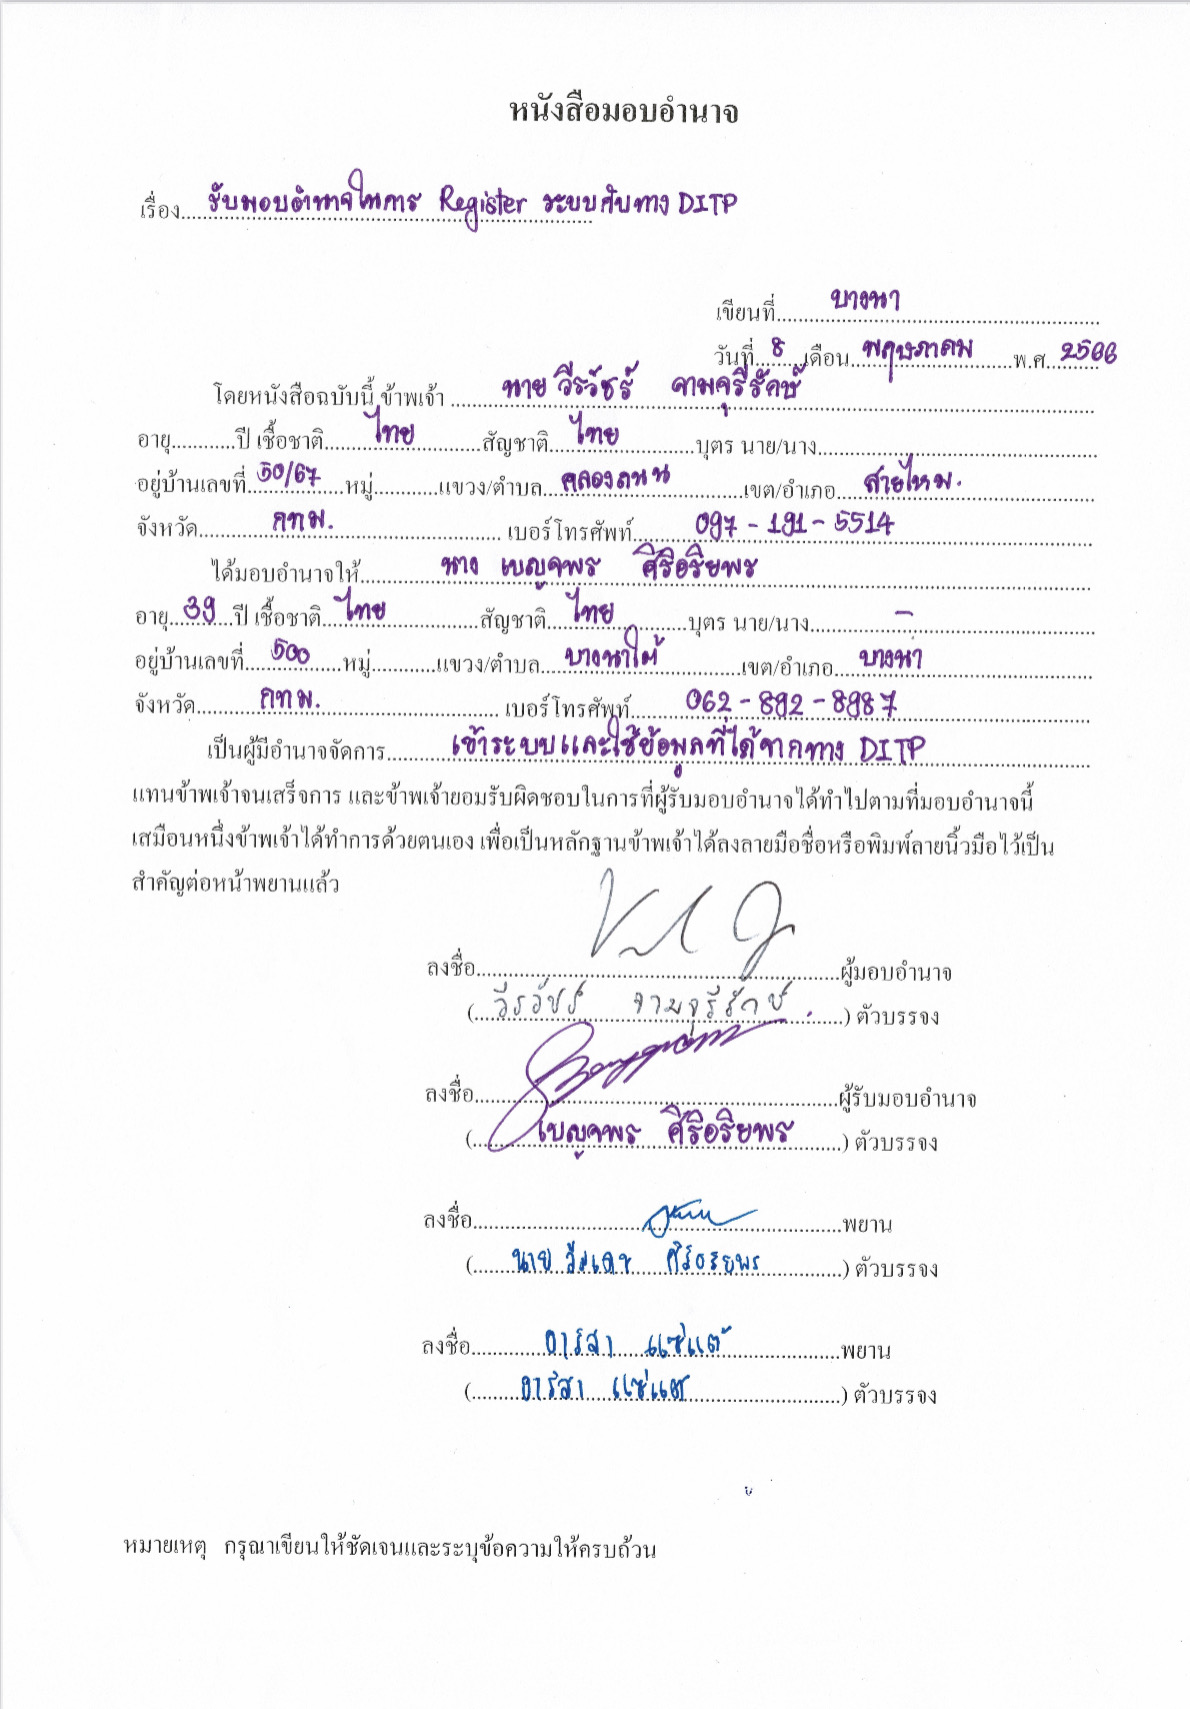 หนังสือมอบอำนาจ
เรื่อง รับมอบอำนาจในการ Register ระบบกับทาง DITP
เขียนที่ บางนา
วันที่ 8 เดือน พฤษภาคม พ.ศ. 2566
โดยหนังสือฉบับนี้ ข้าพเจ้า นาย วีรวัชร์ จามจุรีรักษ์
อายุ............ปี เชื้อชาติ ไทย สัญชาติ ไทย บุตร นาย/นาง
อยู่บ้านเลขที่ 50/67 หมู่............แขวง/ตำบล คลองถนน เขต/อำเภอ สายไหม.
จังหวัด กทม. เบอร์โทรศัพท์ 097-191-5514
ได้มอบอำนาจให้ นาง เบญจพร ศิริอริยพร
อายุ 39 ปี เชื้อชาติ ไทย สัญชาติ ไทย บุตร นาย/นาง -
อยู่บ้านเลขที่ 500 หมู่............แขวง/ตำบล บางนาใต้ เขต/อำเภอ บางนา
จังหวัด กทม. เบอร์โทรศัพท์ 062-892-8987
เป็นผู้มีอำนาจจัดการ เข้าระบบและใช้ข้อมูลที่ได้จากทาง DITP
แทนข้าพเจ้าจนเสร็จการ และข้าพเจ้ายอมรับผิดชอบในการที่ผู้รับมอบอำนาจได้ทำไปตามที่มอบอำนาจนี้
เสมือนหนึ่งข้าพเจ้าได้ทำการด้วยตนเอง เพื่อเป็นหลักฐานข้าพเจ้าได้ลงลายมือชื่อหรือพิมพ์ลายนิ้วมือไว้เป็น
สำคัญต่อหน้าพยานแล้ว
ลงชื่อ ผู้มอบอำนาจ
( วีรวัชร์ จามจุรีรักษ์ ) ตัวบรรจง
ลงชื่อ ผู้รับมอบอำนาจ
( เบญจพร ศิริอริยพร ) ตัวบรรจง
ลงชื่อ พยาน
( นาย ศิริอริยพร ) ตัวบรรจง
ลงชื่อ อาริสา แซ่แต้ พยาน
( อาริสา แซ่แต้ ) ตัวบรรจง
หมายเหตุ กรุณาเขียนให้ชัดเจนและระบุข้อความให้ครบถ้วน